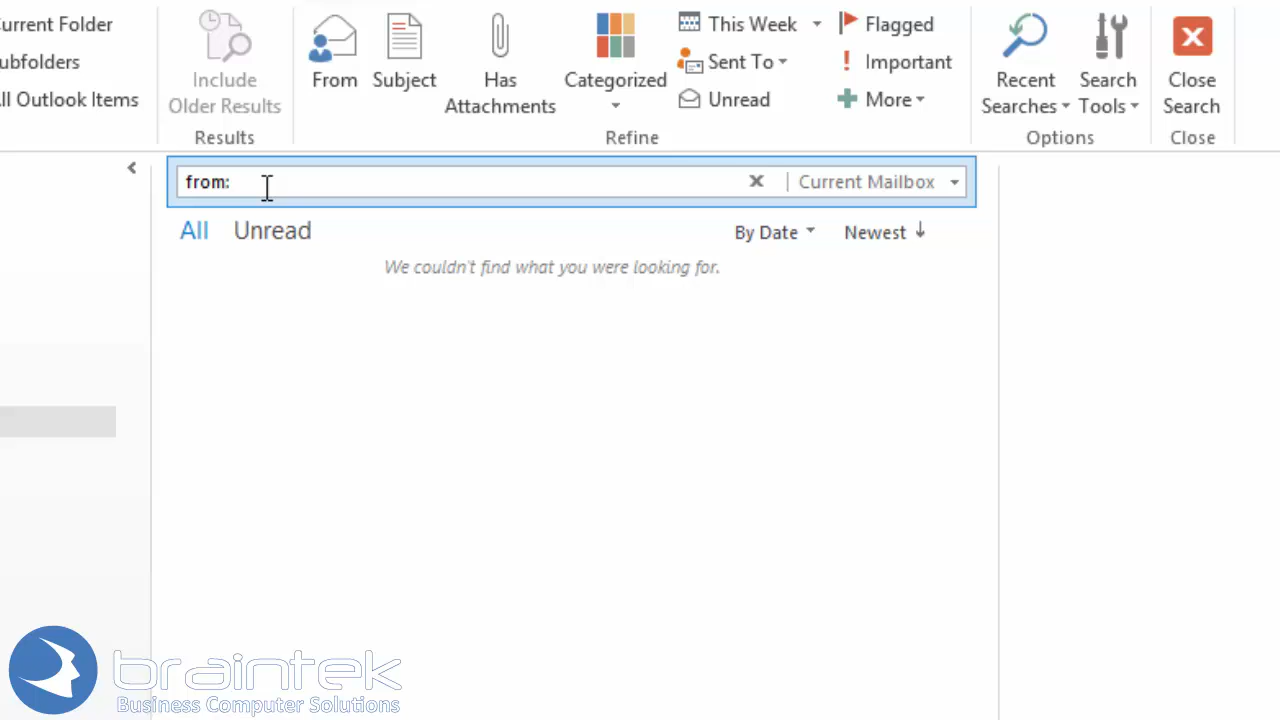 urrent Folder
ubfolders
ll Outlook Items
Include
Older Results
Results
From
Subject
Has
Attachments
Categorized
This Week
Sent To
Unread
Flagged
Important
More
Refine
Recent
Searches
Search
Tools
Options
Close
Search
Close
from:
Current Mailbox
All Unread
By Date Newest
We couldn't find what you were looking for.
braintek
Business Computer Solutions